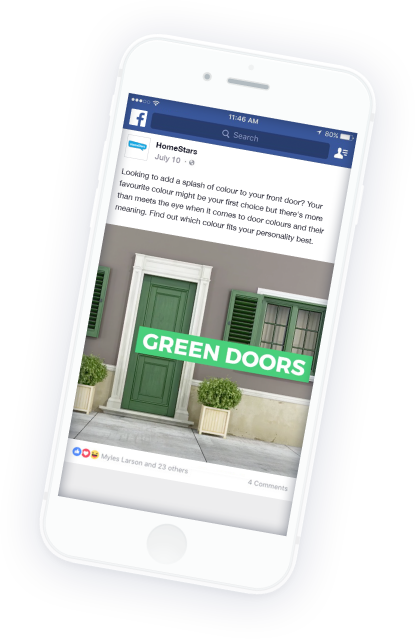 11:46 AM
80%
f
Search
HomeStars
HomeStars
July 10 ·
Looking to add a splash of colour to your front door? Your
favourite colour might be your first choice but there's more
than meets the eye when it comes to door colours and their
meaning. Find out which colour fits your personality best.
GREEN DOORS
Myles Larson and 23 others
4 Comments